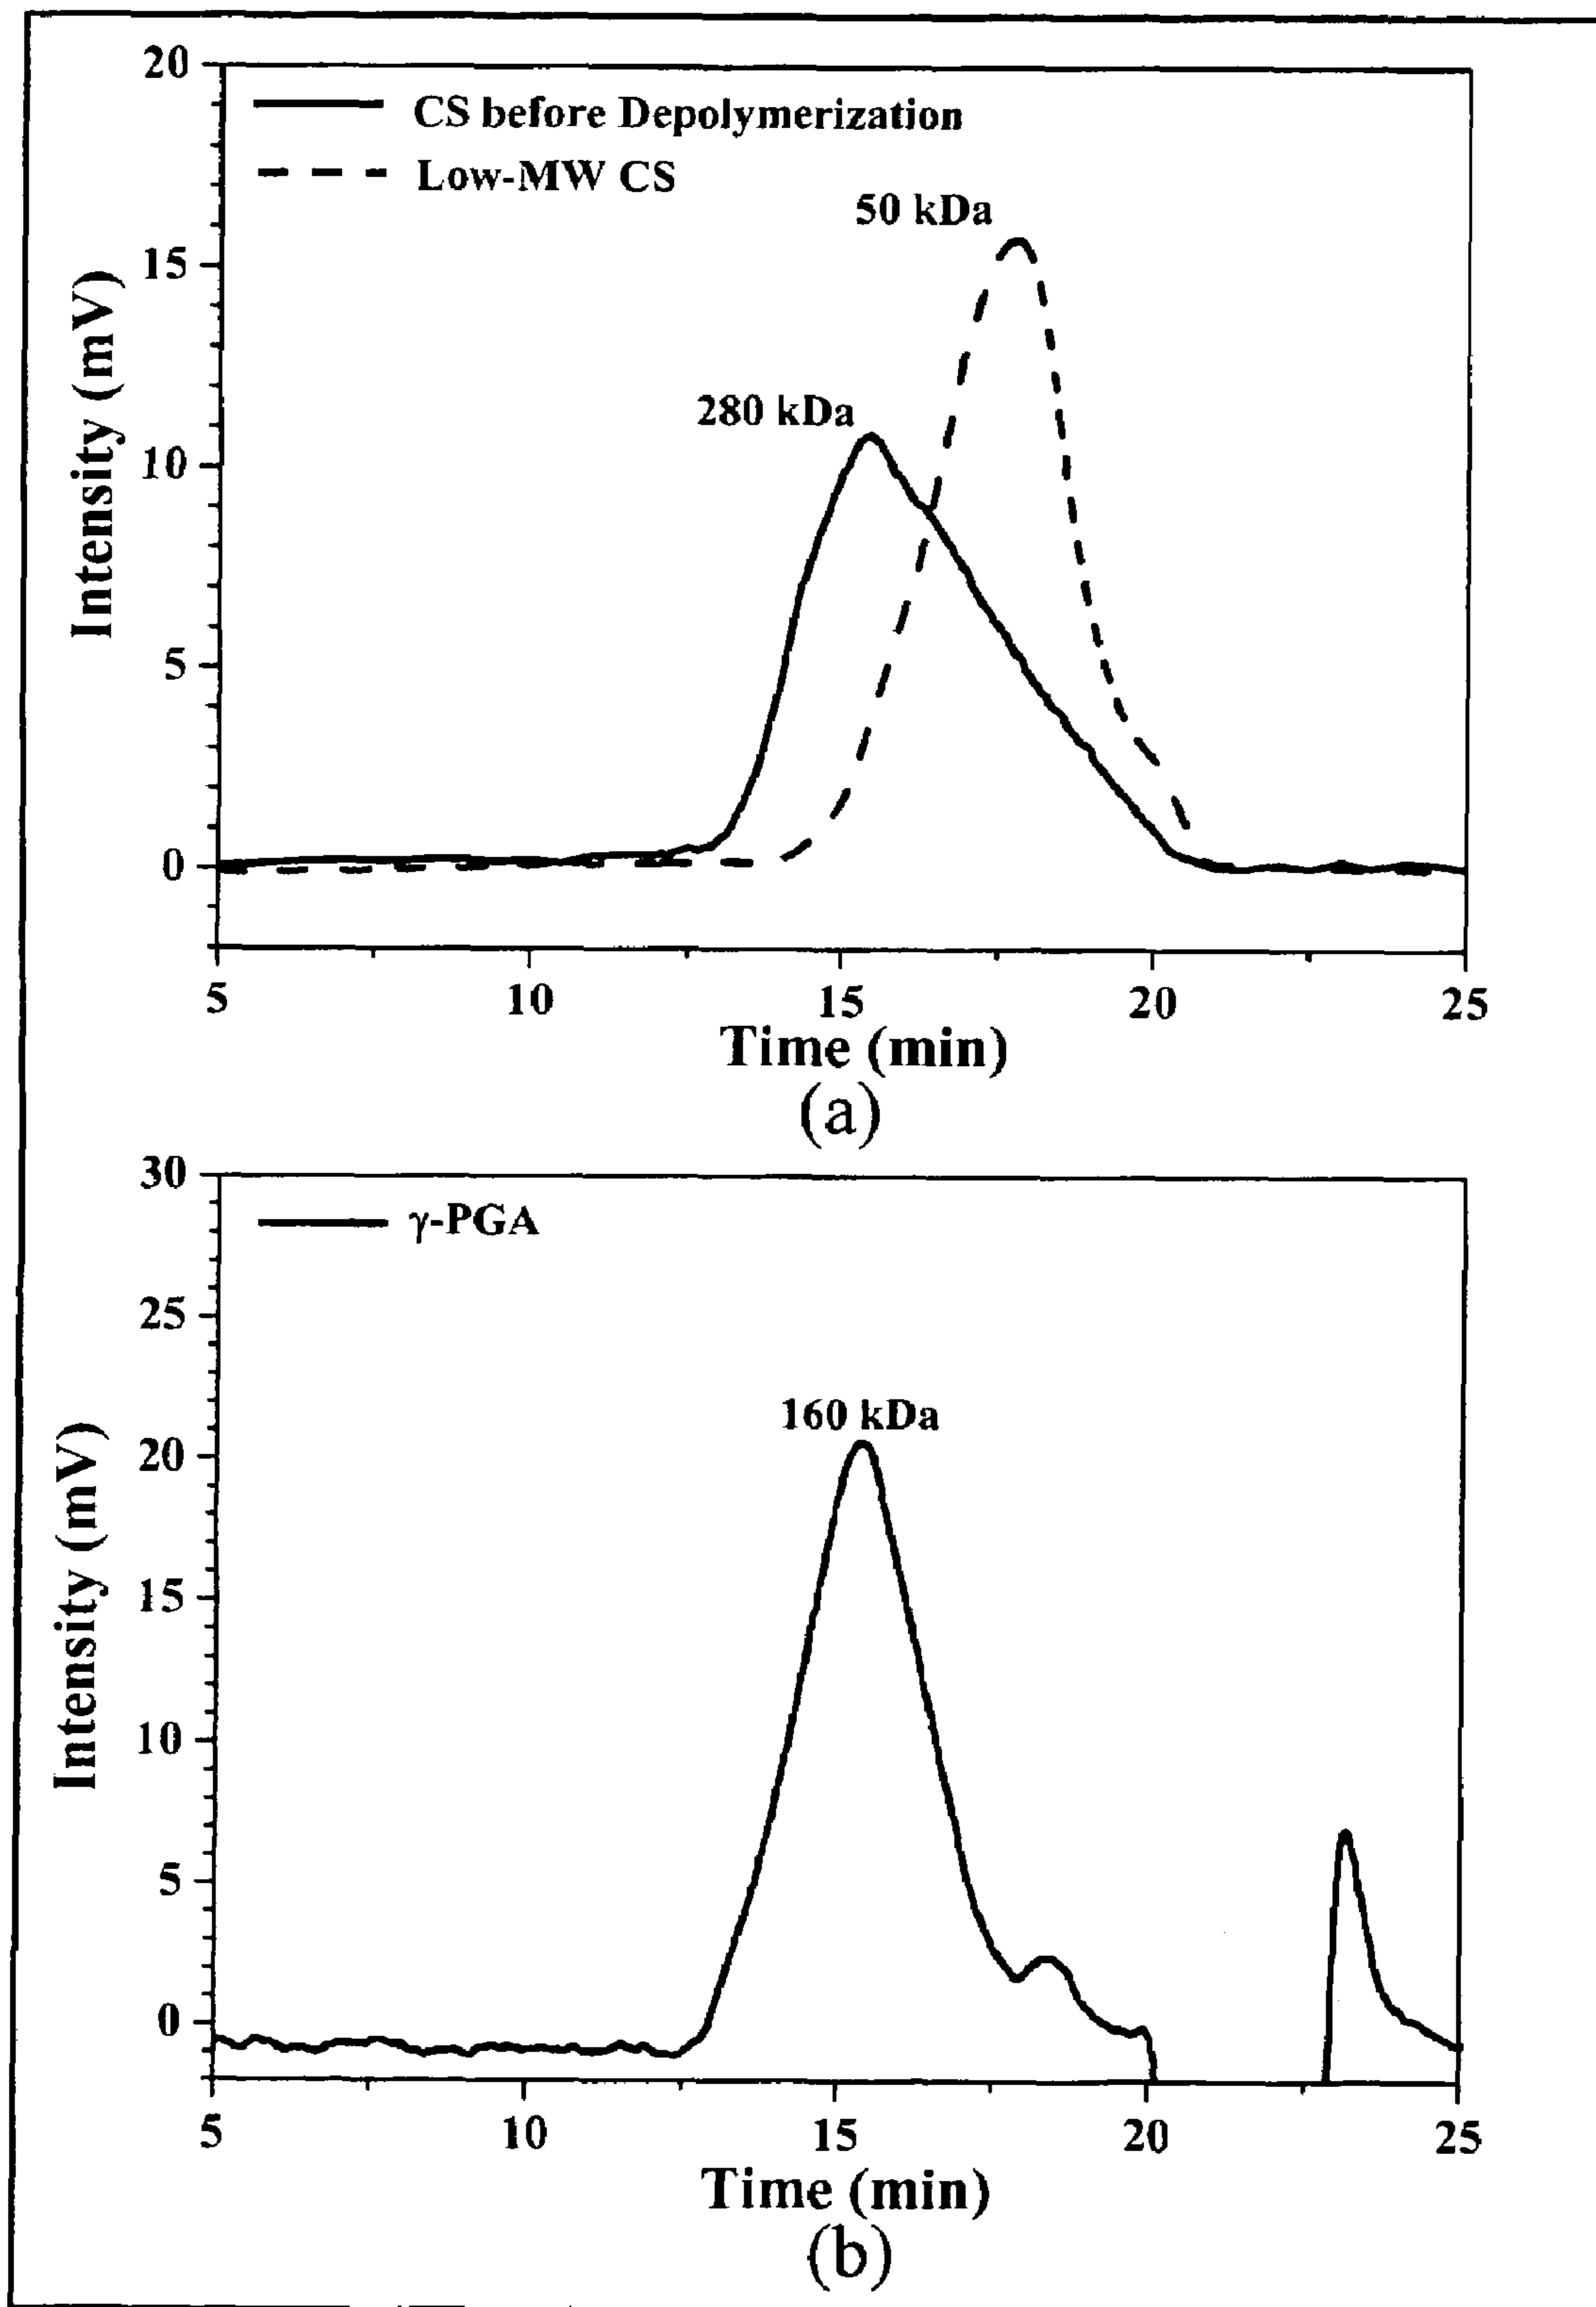 20
CS before Depolymerization
Low-MW CS
50 kDa
15
280 kDa
10
5
0
Intensity (mV)
5 10 15 20 25
Time (min)
(a)
30
γ-PGA
25
160 kDa
20
15
10
5
0
Intensity (mV)
5 10 15 20 25
Time (min)
(b)